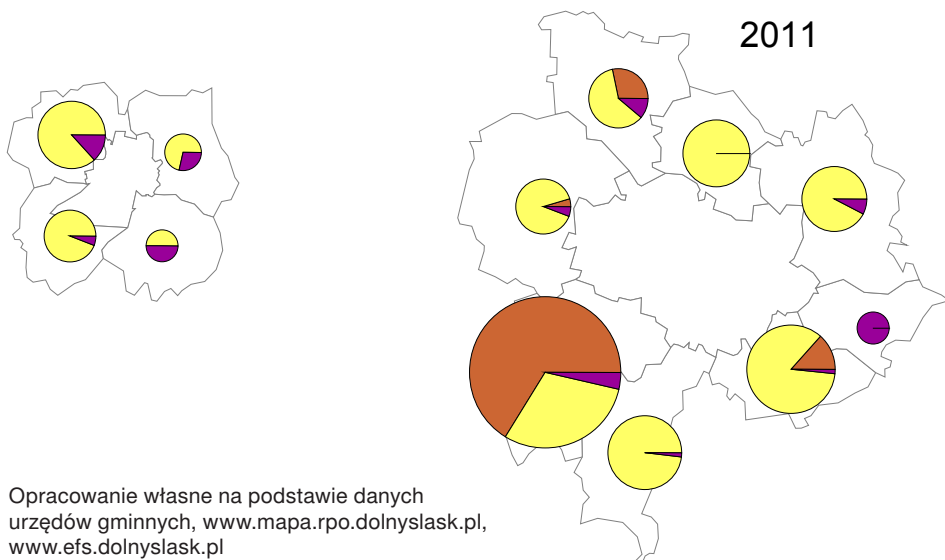 2011
Opracowanie własne na podstawie danych
urzędów gminnych, www.mapa.rpo.dolnyslask.pl,
www.efs.dolnyslask.pl